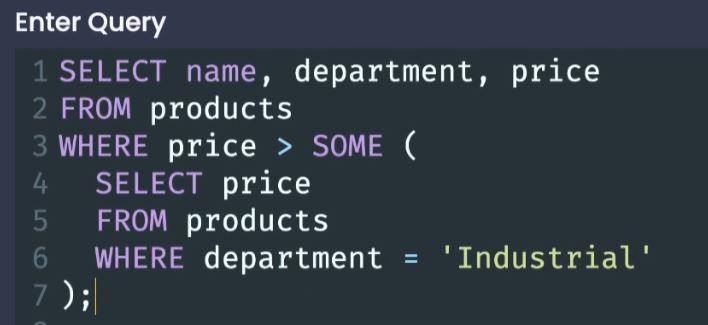 Enter Query
1 SELECT name, department, price
2 FROM products
3 WHERE price > SOME (
4 SELECT price
5 FROM products
6 WHERE department = 'Industrial'
7 );